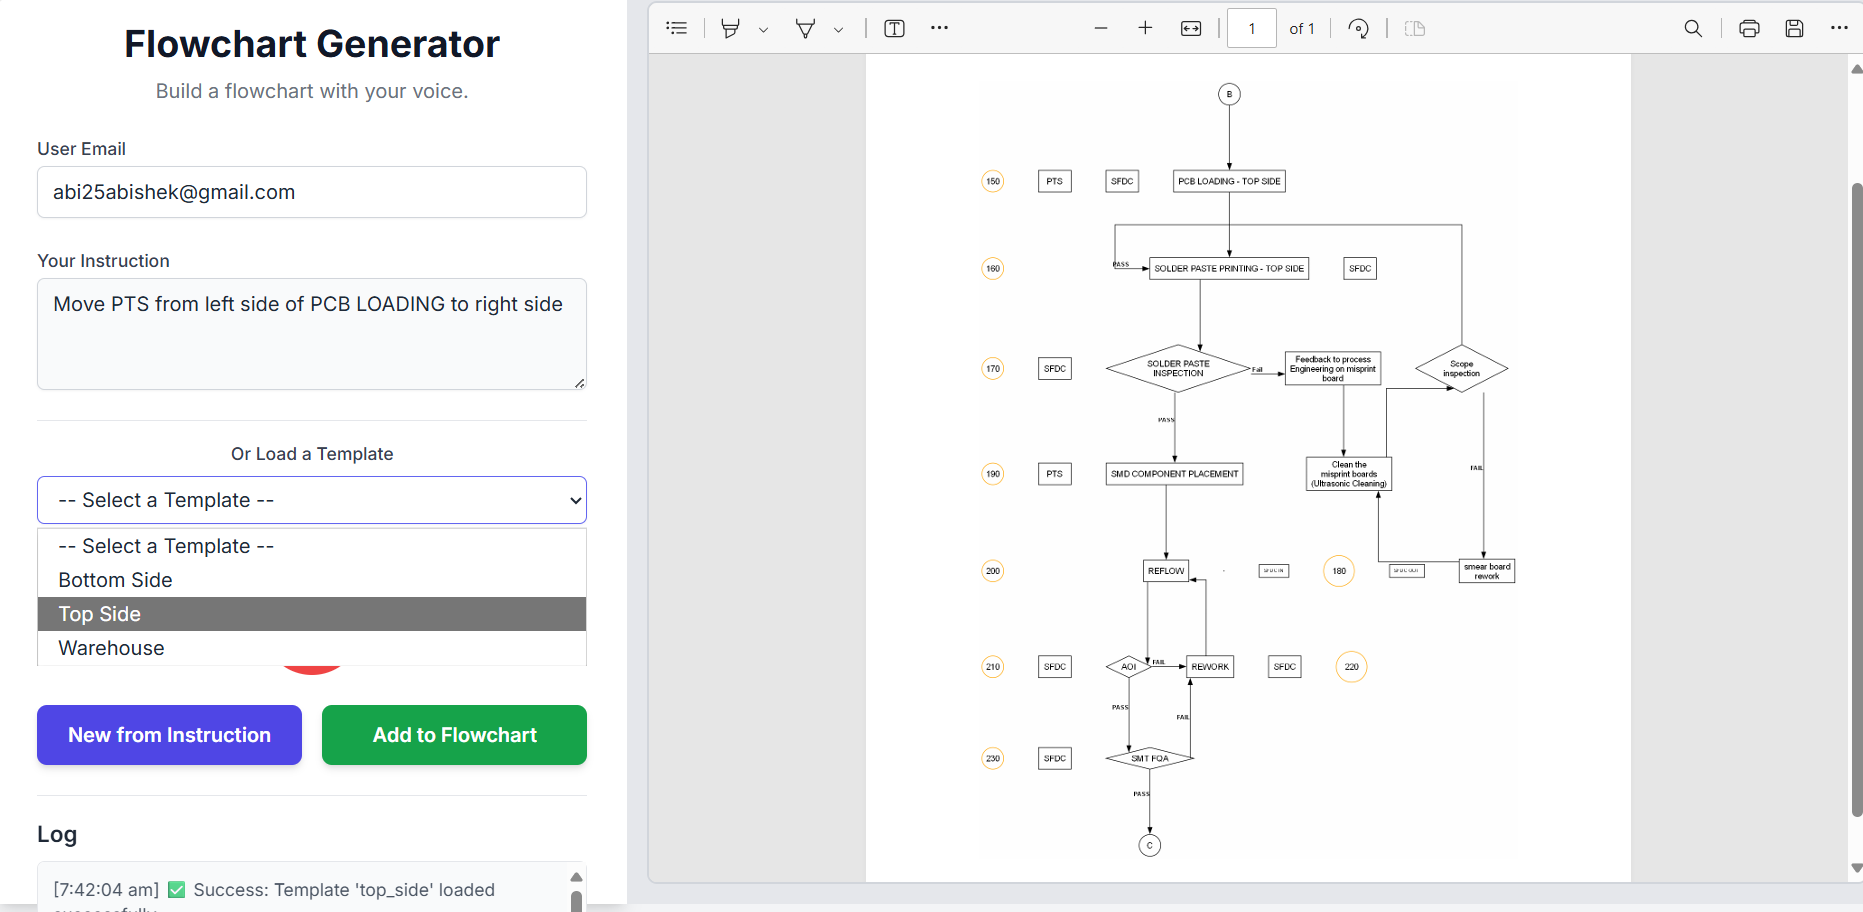 Flowchart Generator
Build a flowchart with your voice.
User Email
abi25abishek@gmail.com
Your Instruction
Move PTS from left side of PCB LOADING to right side
Or Load a Template
-- Select a Template --
-- Select a Template --
Bottom Side
Top Side
Warehouse
New from Instruction
Add to Flowchart
Log
[7:42:04 am] ✅ Success: Template 'top_side' loaded
successfully
1 of 1
B
150 PTS SFDC PCB LOADING - TOP SIDE
PASS
160 SOLDER PASTE PRINTING - TOP SIDE SFDC
170 SFDC
SOLDER PASTE
INSPECTION
Fail
Feedback to process
Engineering on misprint
board
Scope
inspection
PASS
190 PTS SMD COMPONENT PLACEMENT
Clean the
misprint boards
(Ultrasonic Cleaning)
FAIL
200 REFLOW
180
smear board
rework
210 SFDC AOI FAIL REWORK SFDC 220
PASS
FAIL
230 SFDC SMT FQA
PASS
C